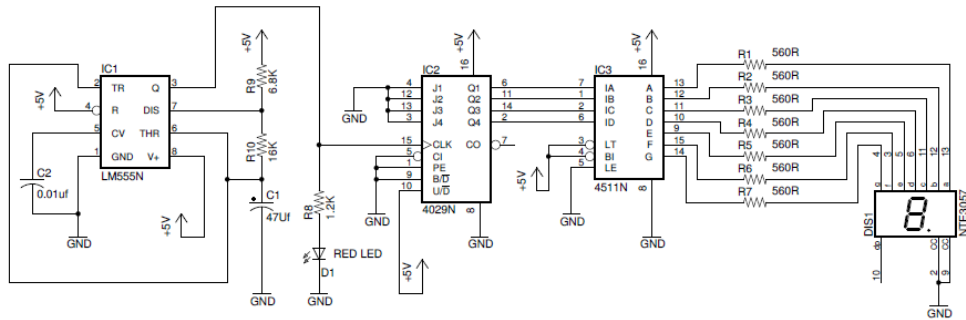 +5V
IC1
2 TR Q 3
4 R DIS 7
5 CV THR 6
1 GND V+ 8
LM555N
+5V
C2
0.01uf
GND
+5V
+5V
R9
6.8K
R10
16K
C1
47Uf
GND
R8
1.2K
RED LED
D1
GND
+5V
16
IC2
4 J1 Q1 6
12 J2 Q2 11
13 J3 Q3 14
3 J4 Q4 2
15 CLK CO 7
5 CI
1 PE
9 B/D
10 U/D
4029N
8
GND
GND
GND
+5V
+5V
16
IC3
7 IA A 13
1 IB B 12
2 IC C 11
6 ID D 10
E 9
3 LT F 15
4 BI G 14
5 LE
4511N
8
+5V
GND
GND
R1 560R
R2 560R
R3 560R
R4 560R
R5 560R
R6 560R
R7 560R
4 3 5 6 11 12 13
g f e d c b a
DIS1
8.
NTE3057
dp CC CC
10 2 9
GND